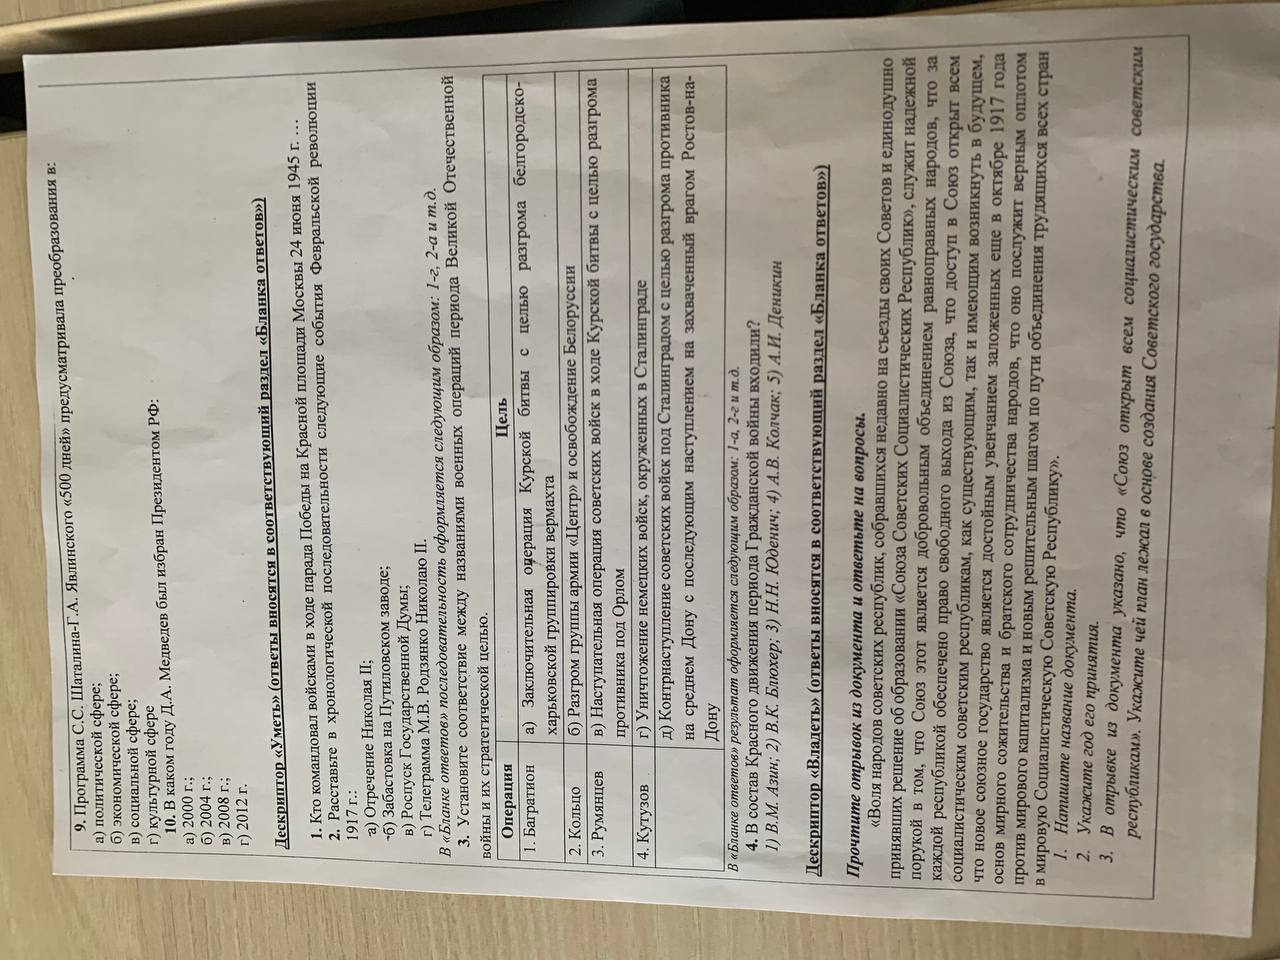 9. Программа С.С. Шаталина-Г.А. Явлинского «500 дней» предусматривала преобразования в:
а) политической сфере;
б) экономической сфере;
в) социальной сфере;
г) культурной сфере
10. В каком году Д.А. Медведев был избран Президентом РФ:
а) 2000 г.;
б) 2004 г.;
в) 2008 г.;
г) 2012 г.
Дескриптор «Уметь» (ответы вносятся в соответствующий раздел «Бланка ответов»)
1. Кто командовал войсками в ходе парада Победы на Красной площади Москвы 24 июня 1945 г. …
2. Расставьте в хронологической последовательности следующие события Февральской революции
1917 г.:
а) Отречение Николая II;
б) Забастовка на Путиловском заводе;
в) Роспуск Государственной Думы;
г) Телеграмма М.В. Родзянко Николаю II.
В «Бланке ответов» последовательность оформляется следующим образом: 1-г, 2-а и т.д.
3. Установите соответствие между названиями военных операций периода Великой Отечественной
войны и их стратегической целью.
Операция Цель
1. Багратион а) Заключительная операция Курской битвы с целью разгрома белгородско-
харьковской группировки вермахта
2. Кольцо б) Разгром группы армии «Центр» и освобождение Белоруссии
3. Румянцев в) Наступательная операция советских войск в ходе Курской битвы с целью разгрома
противника под Орлом
4. Кутузов г) Уничтожение немецких войск, окруженных в Сталинграде
д) Контрнаступление советских войск под Сталинградом с целью разгрома противника
на среднем Дону с последующим наступлением на захваченный врагом Ростов-на-
Дону
В «Бланке ответов» результат оформляется следующим образом: 1-а, 2-г и т.д.
4. В состав Красного движения периода Гражданской войны входили?
1) В.М. Азин; 2) В.К. Блюхер; 3) Н.Н. Юденич; 4) А.В. Колчак; 5) А.И. Деникин
Дескриптор «Владеть» (ответы вносятся в соответствующий раздел «Бланка ответов»)
Прочтите отрывок из документа и ответьте на вопросы.
«Воля народов советских республик, собравшихся недавно на съезды своих Советов и единодушно
принявших решение об образовании «Союза Советских Социалистических Республик», служит надежной
порукой в том, что Союз этот является добровольным объединением равноправных народов, что за
каждой республикой обеспечено право свободного выхода из Союза, что доступ в Союз открыт всем
социалистическим советским республикам, как существующим, так и имеющим возникнуть в будущем,
что новое союзное государство является достойным увенчанием заложенных еще в октябре 1917 года
основ мирного сожительства и братского сотрудничества народов, что оно послужит верным оплотом
против мирового капитализма и новым решительным шагом по пути объединения трудящихся всех стран
в мировую Социалистическую Советскую Республику».
1. Напишите название документа.
2. Укажите год его принятия.
3. В отрывке из документа указано, что «Союз открыт всем социалистическим советским
республикам». Укажите чей план лежал в основе создания Советского государства.